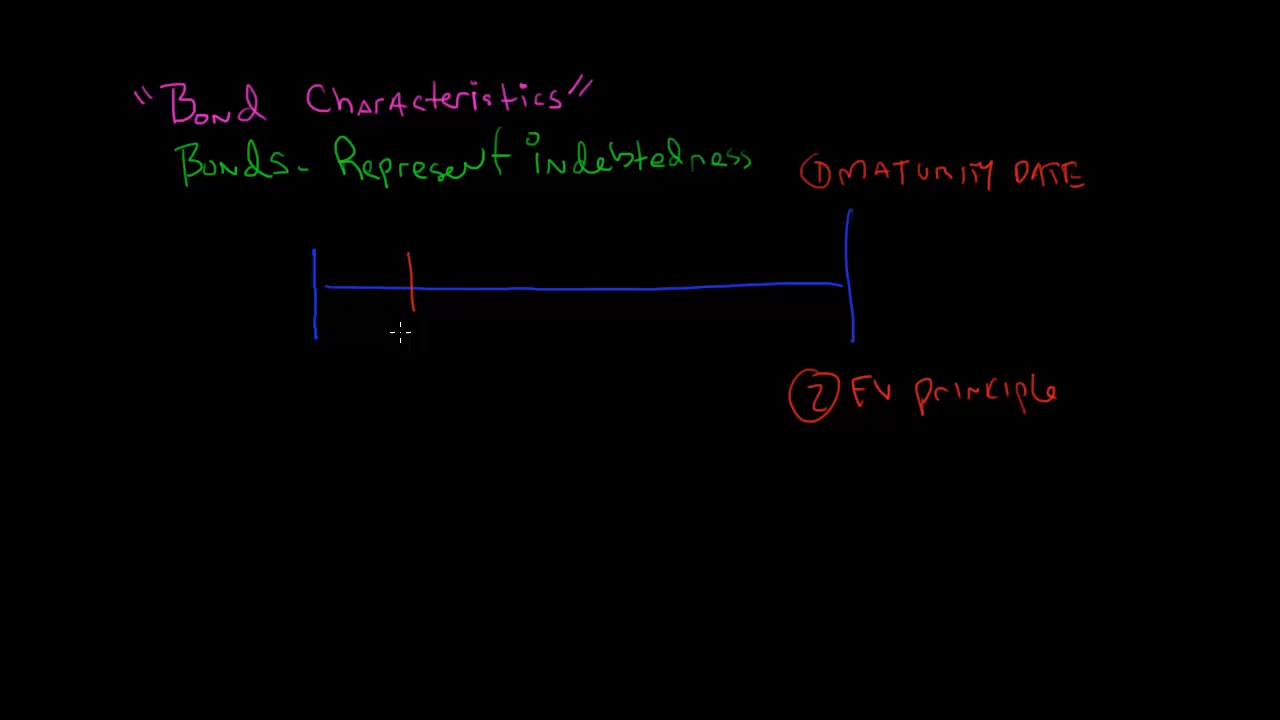 "Bond Characteristics"
Bonds - Represent indebtedness
① MATURITY DATE
② FV principle